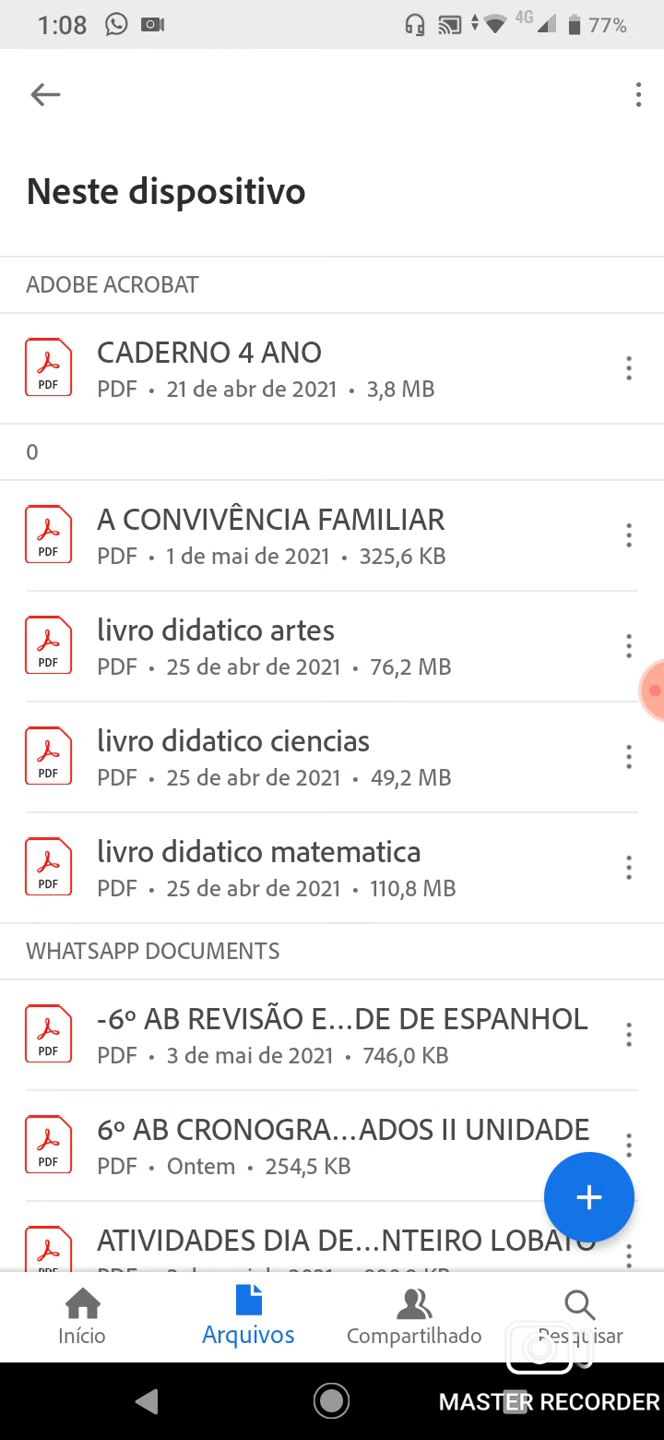 1:08
4G
77%
Neste dispositivo
ADOBE ACROBAT
CADERNO 4 ANO
PDF • 21 de abr de 2021 • 3,8 MB
PDF
0
A CONVIVÊNCIA FAMILIAR
PDF • 1 de mai de 2021 • 325,6 KB
PDF
livro didatico artes
PDF • 25 de abr de 2021 • 76,2 MB
PDF
livro didatico ciencias
PDF • 25 de abr de 2021 • 49,2 MB
PDF
livro didatico matematica
PDF • 25 de abr de 2021 • 110,8 MB
PDF
WHATSAPP DOCUMENTS
-6º AB REVISÃO E...DE DE ESPANHOL
PDF • 3 de mai de 2021 • 746,0 KB
PDF
6º AB CRONOGRA...ADOS II UNIDADE
PDF • Ontem • 254,5 KB
PDF
ATIVIDADES DIA DE...NTEIRO LOBATO
Início
Arquivos
Compartilhado
Pesquisar
MASTER RECORDER